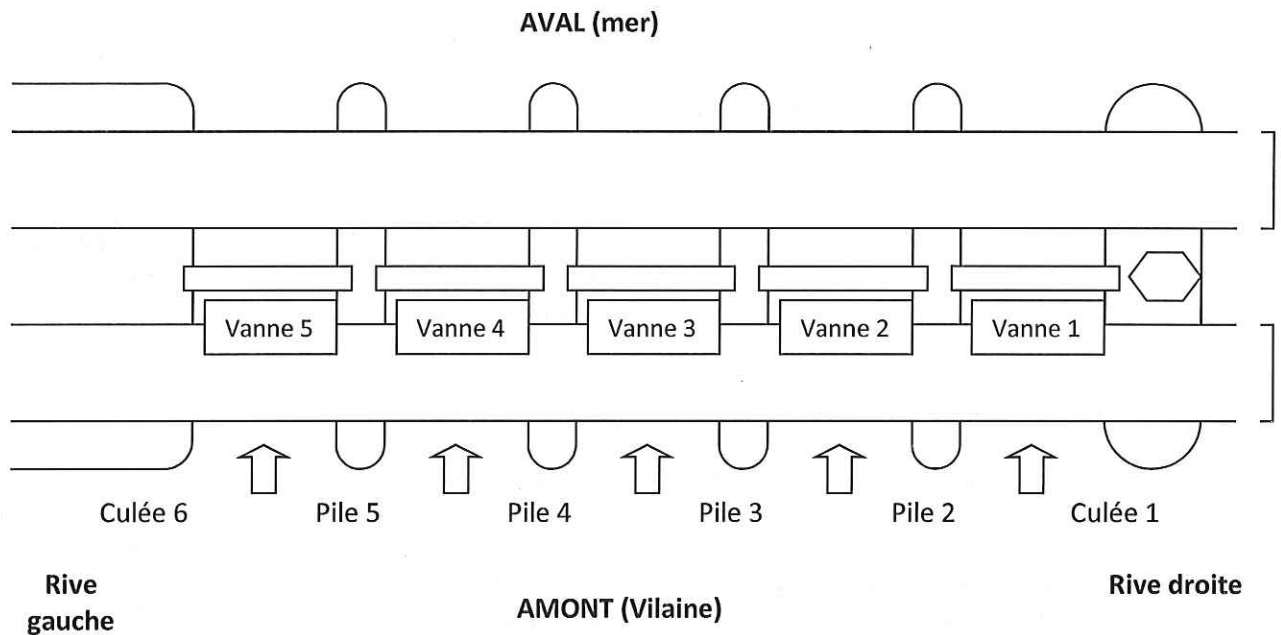 AVAL (mer)
Vanne 5
Vanne 4
Vanne 3
Vanne 2
Vanne 1
Culée 6
Pile 5
Pile 4
Pile 3
Pile 2
Culée 1
Rive
gauche
AMONT (Vilaine)
Rive droite